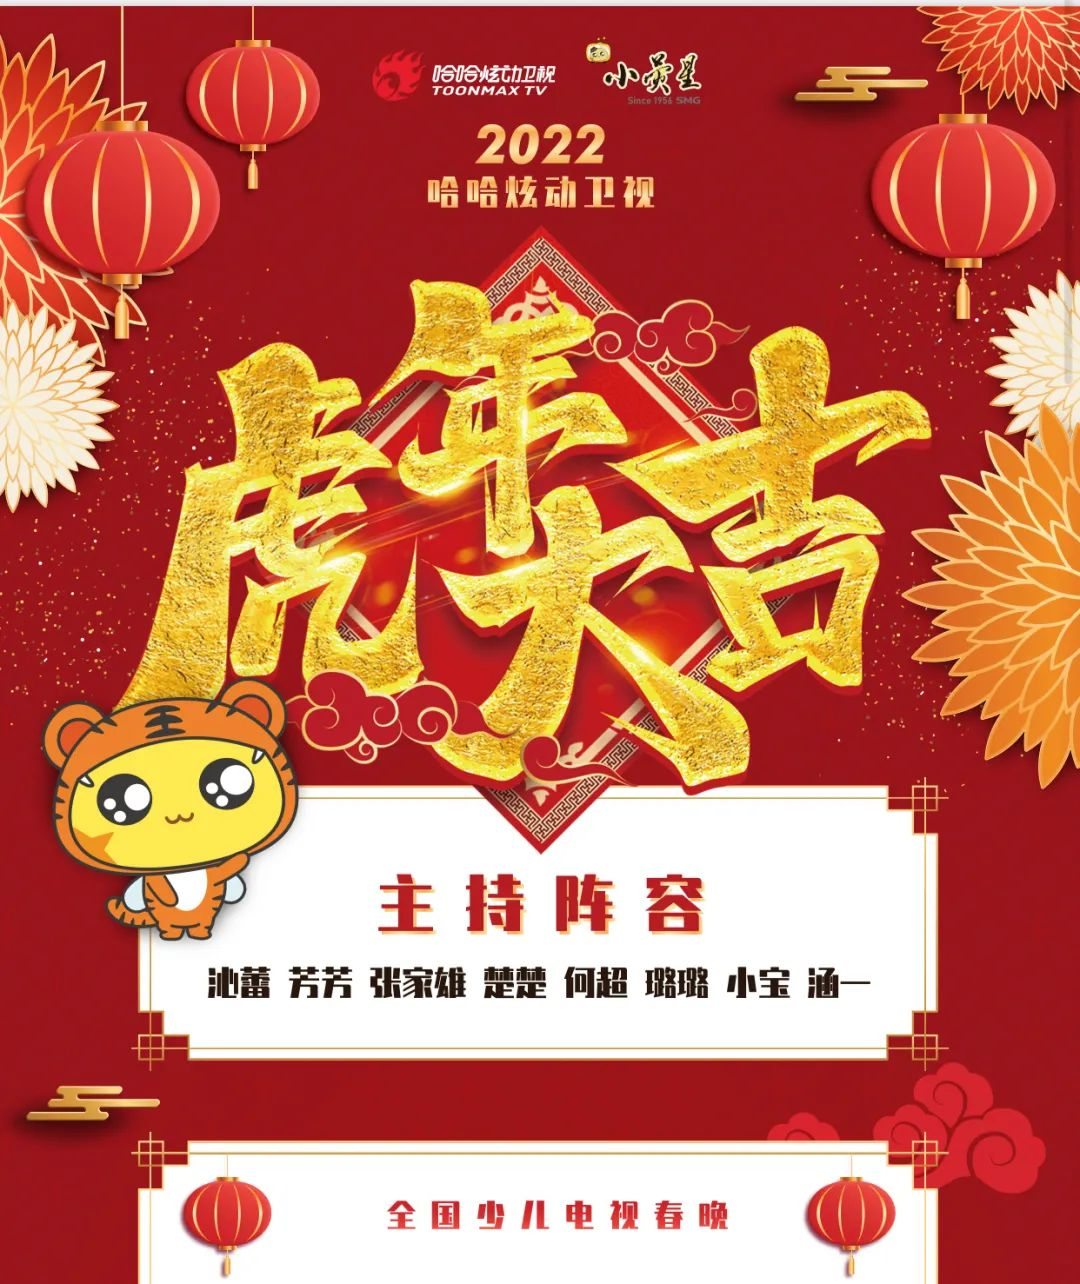 哈哈炫动卫视
TOONMAX TV
小荧星
Since 1956 SMG
2022
哈哈炫动卫视
虎年大吉
王
主持阵容
沁蕾 芳芳 张家雄 楚楚 何超 璐璐 小宝 涵一
全国少儿电视春晚